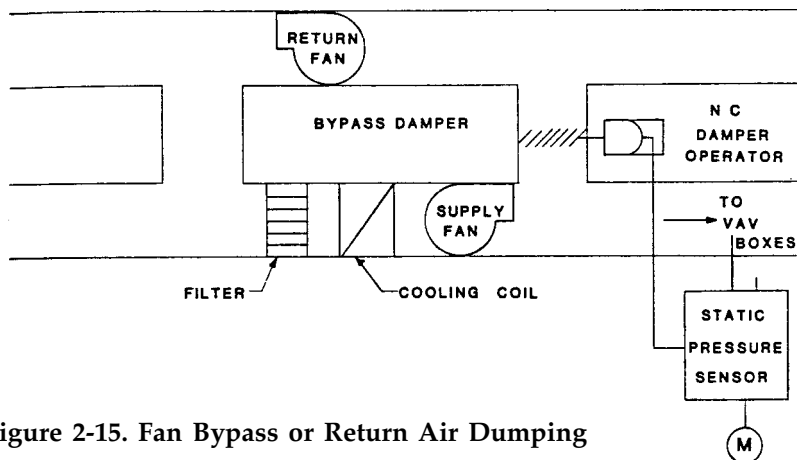 RETURN
FAN
BYPASS DAMPER
N C
DAMPER
OPERATOR
SUPPLY
FAN
TO
VAV
BOXES
FILTER
COOLING COIL
STATIC
PRESSURE
SENSOR
M
igure 2-15. Fan Bypass or Return Air Dumping